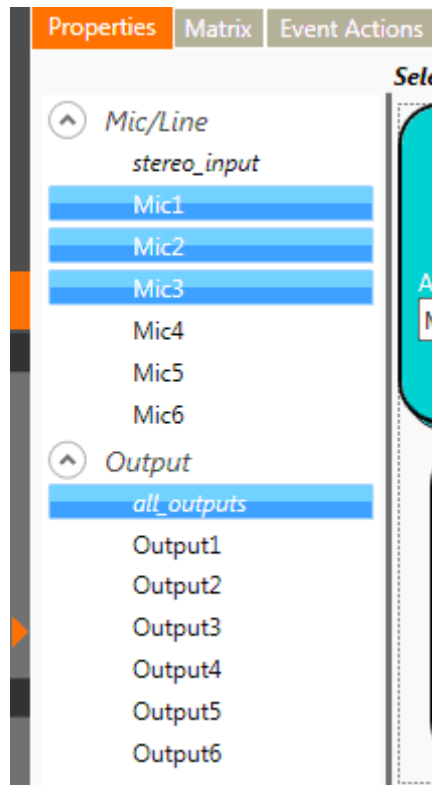 Properties Matrix Event Actions
Mic/Line
stereo_input
Mic1
Mic2
Mic3
Mic4
Mic5
Mic6
Output
all_outputs
Output1
Output2
Output3
Output4
Output5
Output6